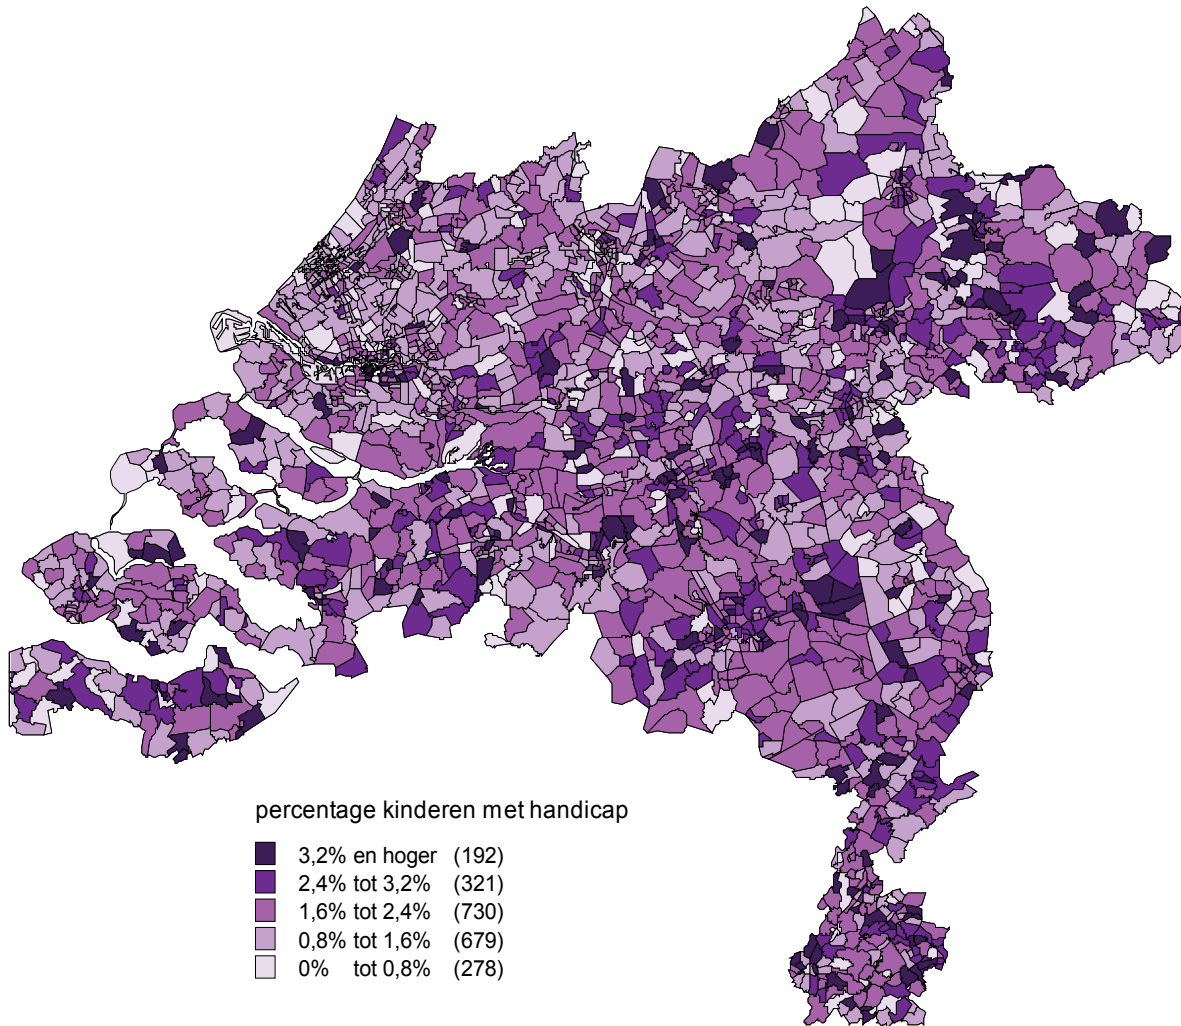 percentage kinderen met handicap
3,2% en hoger (192)
2,4% tot 3,2% (321)
1,6% tot 2,4% (730)
0,8% tot 1,6% (679)
0% tot 0,8% (278)